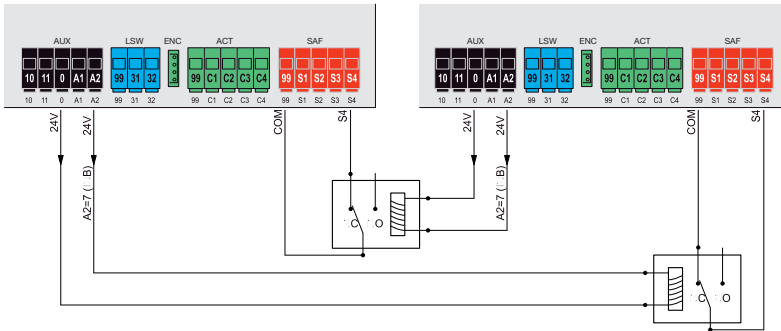 AUX LSW ENC ACT SAF
10 11 0 A1 A2 99 31 32 99 C1 C2 C3 C4 99 S1 S2 S3 S4
10 11 0 A1 A2 99 31 32 99 C1 C2 C3 C4 99 S1 S2 S3 S4
24V 24V COM S4
A2=7
C O
AUX LSW ENC ACT SAF
10 11 0 A1 A2 99 31 32 99 C1 C2 C3 C4 99 S1 S2 S3 S4
10 11 0 A1 A2 99 31 32 99 C1 C2 C3 C4 99 S1 S2 S3 S4
24V 24V COM S4
A2=7
C O